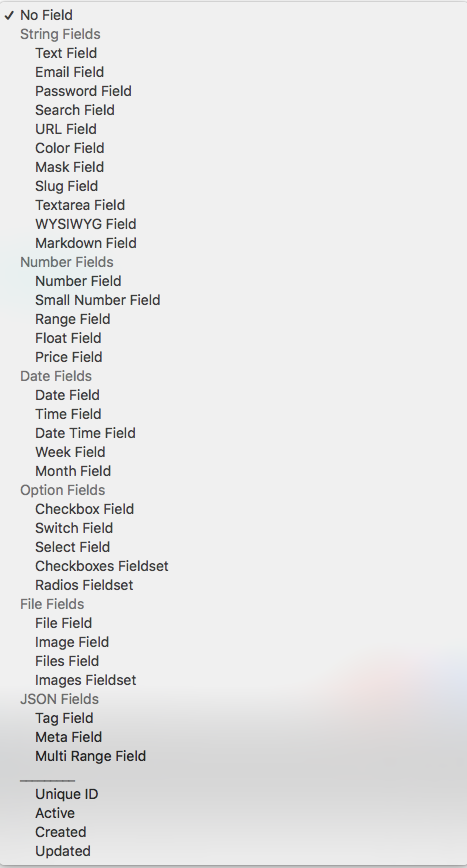 ✓ No Field
String Fields
Text Field
Email Field
Password Field
Search Field
URL Field
Color Field
Mask Field
Slug Field
Textarea Field
WYSIWYG Field
Markdown Field
Number Fields
Number Field
Small Number Field
Range Field
Float Field
Price Field
Date Fields
Date Field
Time Field
Date Time Field
Week Field
Month Field
Option Fields
Checkbox Field
Switch Field
Select Field
Checkboxes Fieldset
Radios Fieldset
File Fields
File Field
Image Field
Files Field
Images Fieldset
JSON Fields
Tag Field
Meta Field
Multi Range Field
_________
Unique ID
Active
Created
Updated